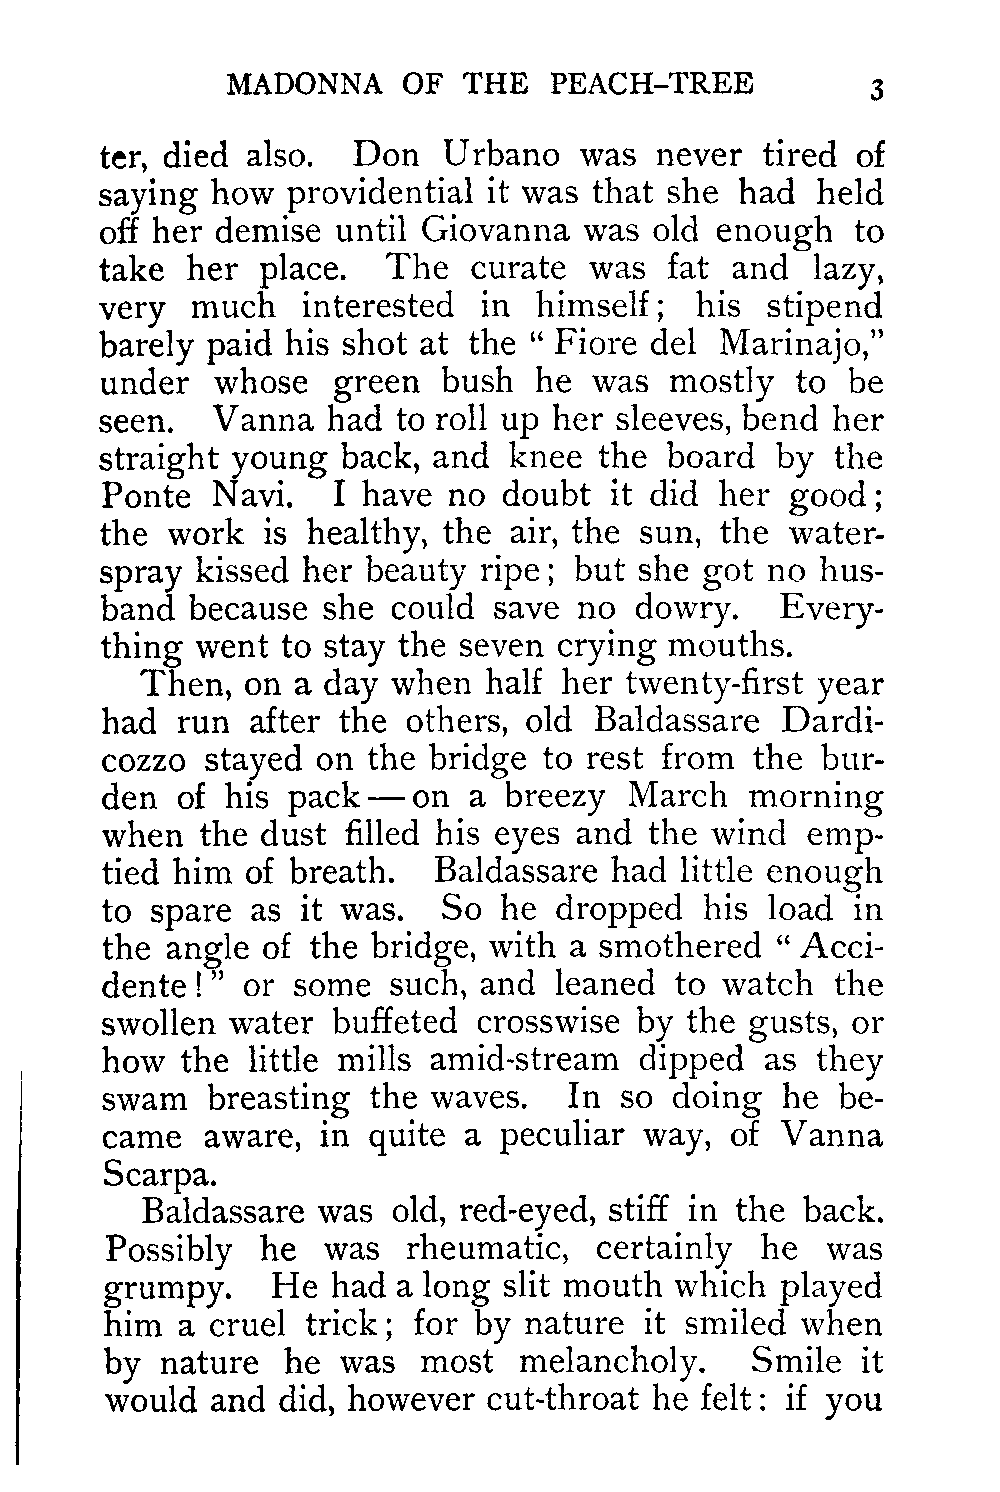 MADONNA OF THE PEACH-TREE 3
ter, died also. Don Urbano was never tired of
saying how providential it was that she had held
off her demise until Giovanna was old enough to
take her place. The curate was fat and lazy,
very much interested in himself; his stipend
barely paid his shot at the “Fiore del Marinajo,”
under whose green bush he was mostly to be
seen. Vanna had to roll up her sleeves, bend her
straight young back, and knee the board by the
Ponte Navi. I have no doubt it did her good;
the work is healthy, the air, the sun, the water-
spray kissed her beauty ripe; but she got no hus-
band because she could save no dowry. Every-
thing went to stay the seven crying mouths.
Then, on a day when half her twenty-first year
had run after the others, old Baldassare Dardi-
cozzo stayed on the bridge to rest from the bur-
den of his pack—on a breezy March morning
when the dust filled his eyes and the wind emp-
tied him of breath. Baldassare had little enough
to spare as it was. So he dropped his load in
the angle of the bridge, with a smothered “Acci-
dente!” or some such, and leaned to watch the
swollen water buffeted crosswise by the gusts, or
how the little mills amid-stream dipped as they
swam breasting the waves. In so doing he be-
came aware, in quite a peculiar way, of Vanna
Scarpa.
Baldassare was old, red-eyed, stiff in the back.
Possibly he was rheumatic, certainly he was
grumpy. He had a long slit mouth which played
him a cruel trick; for by nature it smiled when
by nature he was most melancholy. Smile it
would and did, however cut-throat he felt: if you